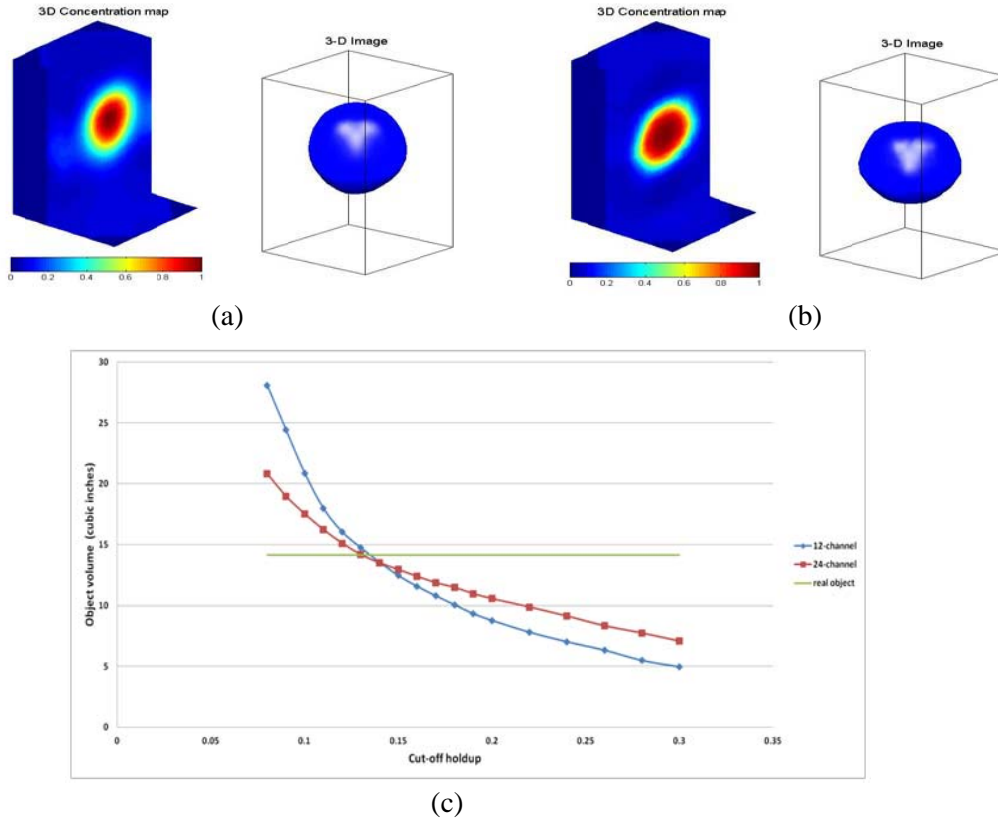 3D Concentration map
3-D Image
0 0.2 0.4 0.6 0.8 1
(a)
3D Concentration map
3-D Image
0 0.2 0.4 0.6 0.8 1
(b)
Object volume (cubic inches)
30
25
20
15
10
5
0
0 0.05 0.1 0.15 0.2 0.25 0.3 0.35
Cut-off holdup
12-channel
24-channel
real object
(c)